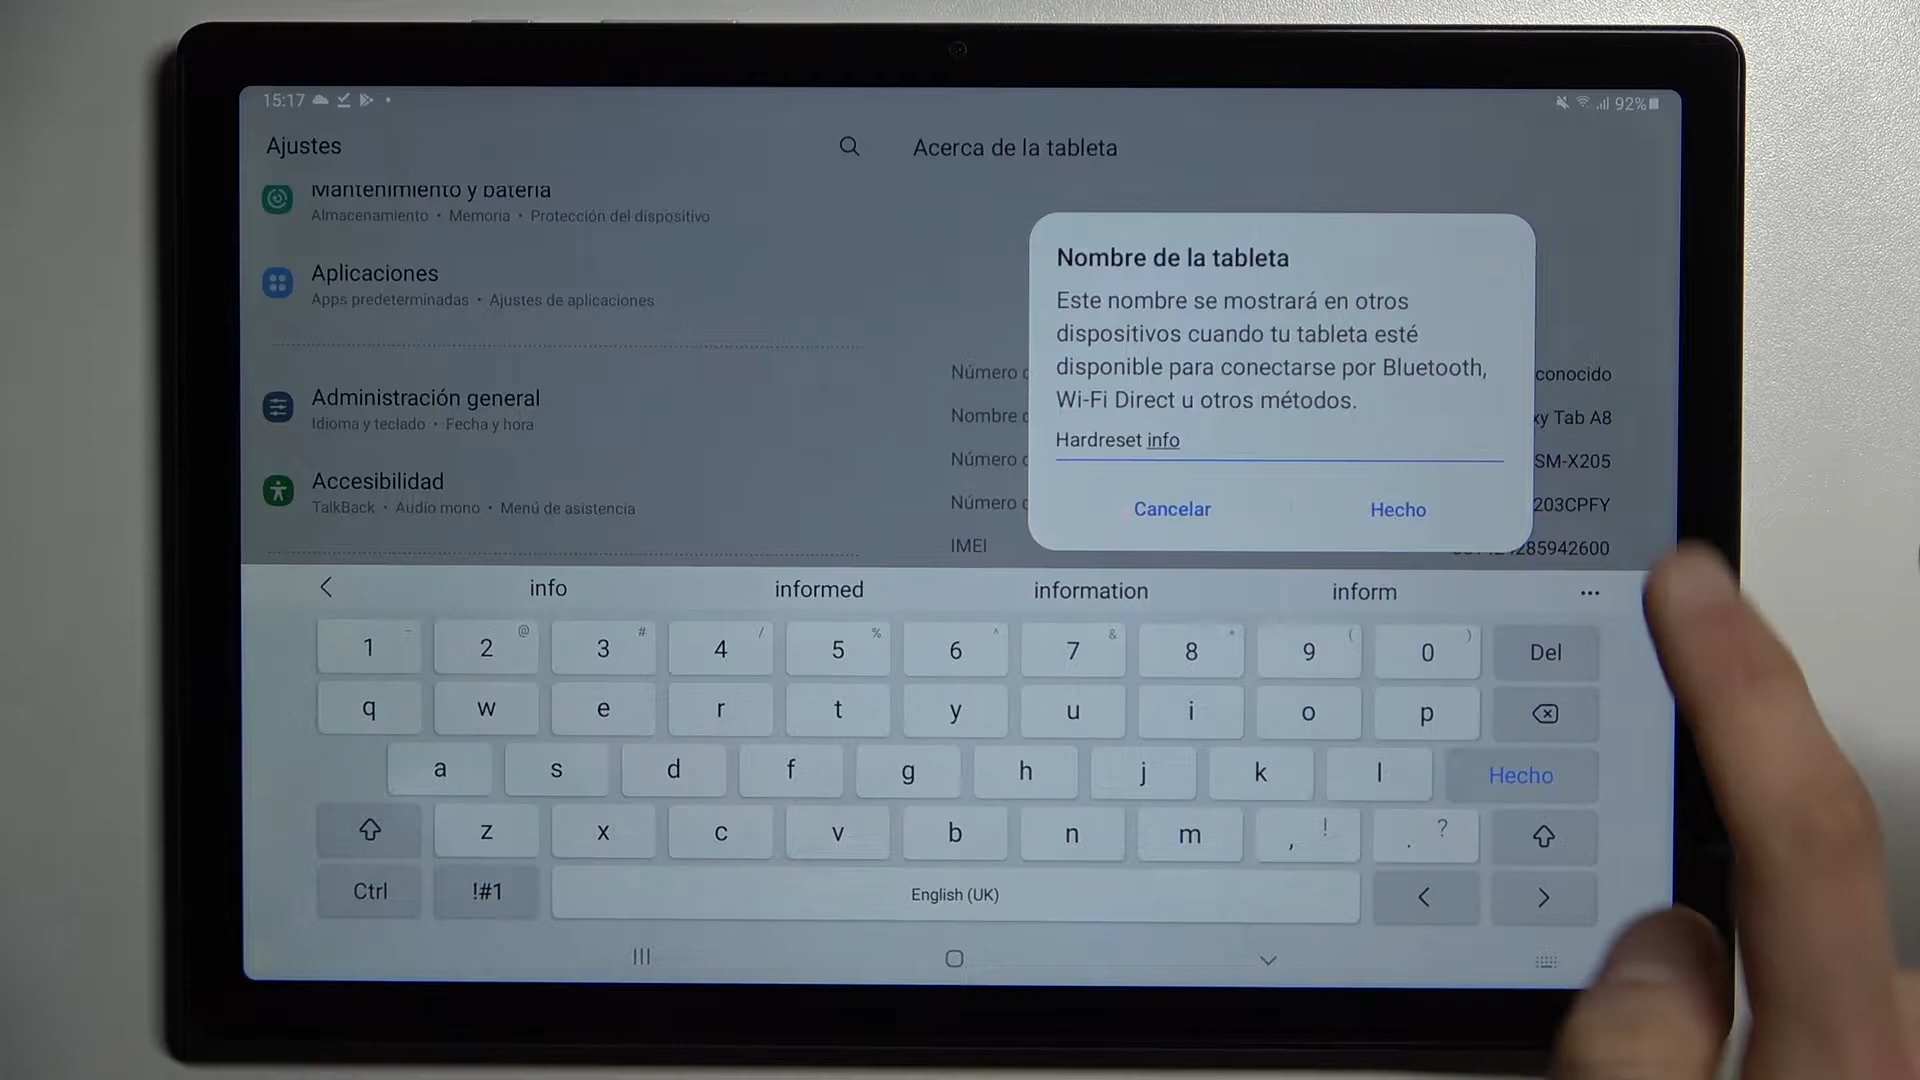 15:17
92%
Ajustes
Acerca de la tableta
Mantenimiento y batería
Almacenamiento • Memoria • Protección del dispositivo
Aplicaciones
Apps predeterminadas • Ajustes de aplicaciones
Administración general
Idioma y teclado • Fecha y hora
Accesibilidad
TalkBack • Audio mono • Menú de asistencia
Número
conocido
Nombre
xy Tab A8
Número
SM-X205
Número
203CPFY
IMEI
285942600
Nombre de la tableta
Este nombre se mostrará en otros
dispositivos cuando tu tableta esté
disponible para conectarse por Bluetooth,
Wi-Fi Direct u otros métodos.
Hardreset info
Cancelar Hecho
info informed information inform ...
1 2 @ 3 # 4 / 5 % 6 ^ 7 & 8 * 9 ( 0 ) Del
q w e r t y u i o p
a s d f g h j k l Hecho
z x c v b n m , ! . ?
Ctrl !#1 English (UK) < >